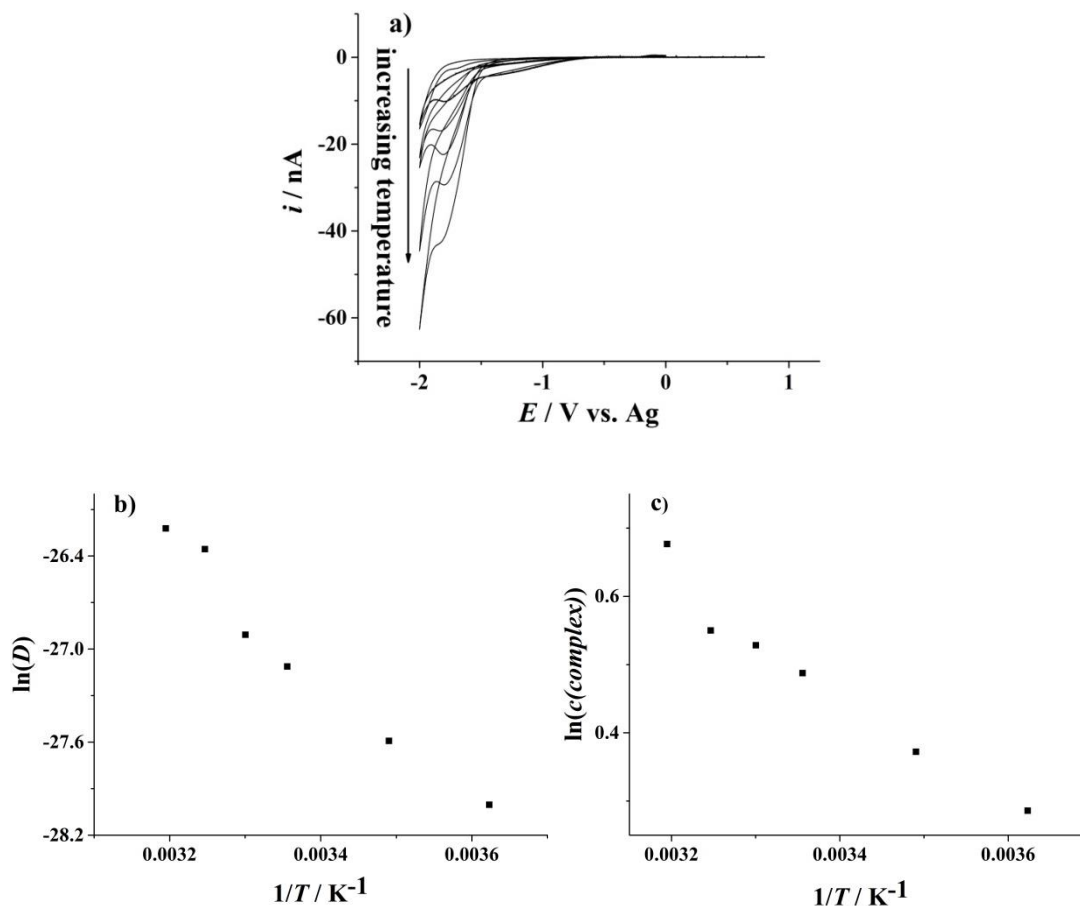 a)
increasing temperature
0
-20
-40
-60
i / nA
-2 -1 0 1
E / V vs. Ag
b)
-26.4
-27.0
-27.6
-28.2
ln(D)
0.0032 0.0034 0.0036
1/T / K⁻¹
c)
0.6
0.4
ln(c(complex))
0.0032 0.0034 0.0036
1/T / K⁻¹